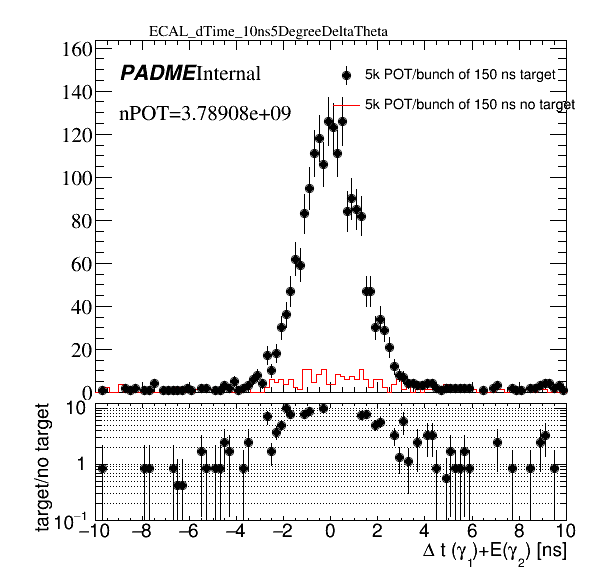 ECAL_dTime_10ns5DegreeDeltaTheta
160
PADME Internal
5k POT/bunch of 150 ns target
140
5k POT/bunch of 150 ns no target
nPOT=3.78908e+09
120
100
80
60
40
20
0
target/no target
10
1
10⁻¹
−10 −8 −6 −4 −2 0 2 4 6 8 10
Δ t (γ₁)+E(γ₂) [ns]